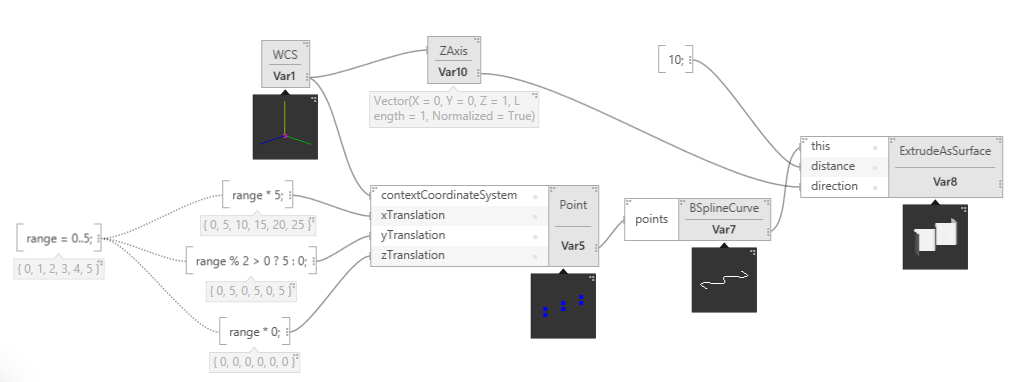 WCS
Var1
ZAxis
Var10
Vector(X = 0, Y = 0, Z = 1, L
ength = 1, Normalized = True)
10;
this
distance
direction
ExtrudeAsSurface
Var8
range = 0..5;
{ 0, 1, 2, 3, 4, 5 }
range * 5;
{ 0, 5, 10, 15, 20, 25 }
range % 2 > 0 ? 5 : 0;
{ 0, 5, 0, 5, 0, 5 }
range * 0;
{ 0, 0, 0, 0, 0, 0 }
contextCoordinateSystem
xTranslation
yTranslation
zTranslation
Point
Var5
points
BSplineCurve
Var7